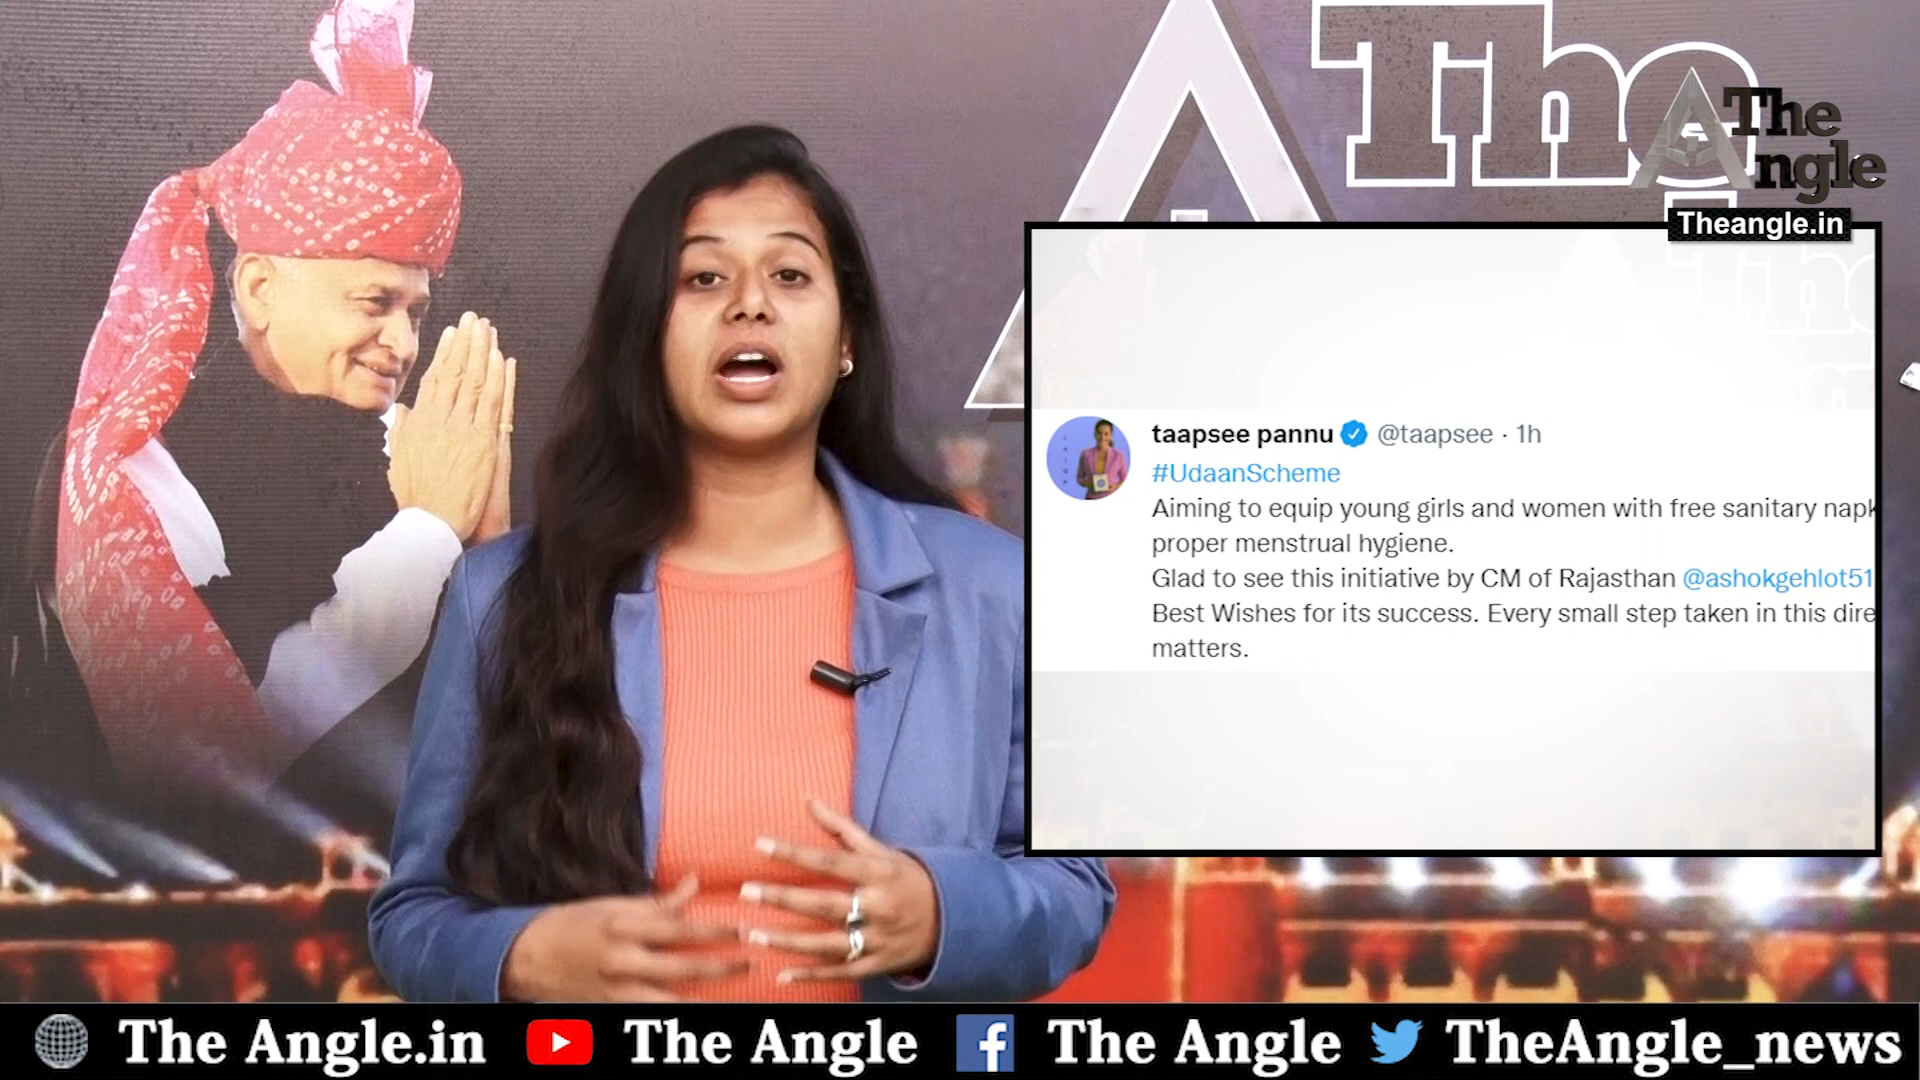 The
The
Angle
Theangle.in
taapsee pannu @taapsee · 1h
#UdaanScheme
Aiming to equip young girls and women with free sanitary napk
proper menstrual hygiene.
Glad to see this initiative by CM of Rajasthan @ashokgehlot51
Best Wishes for its success. Every small step taken in this dire
matters.
The Angle.in The Angle The Angle TheAngle_news